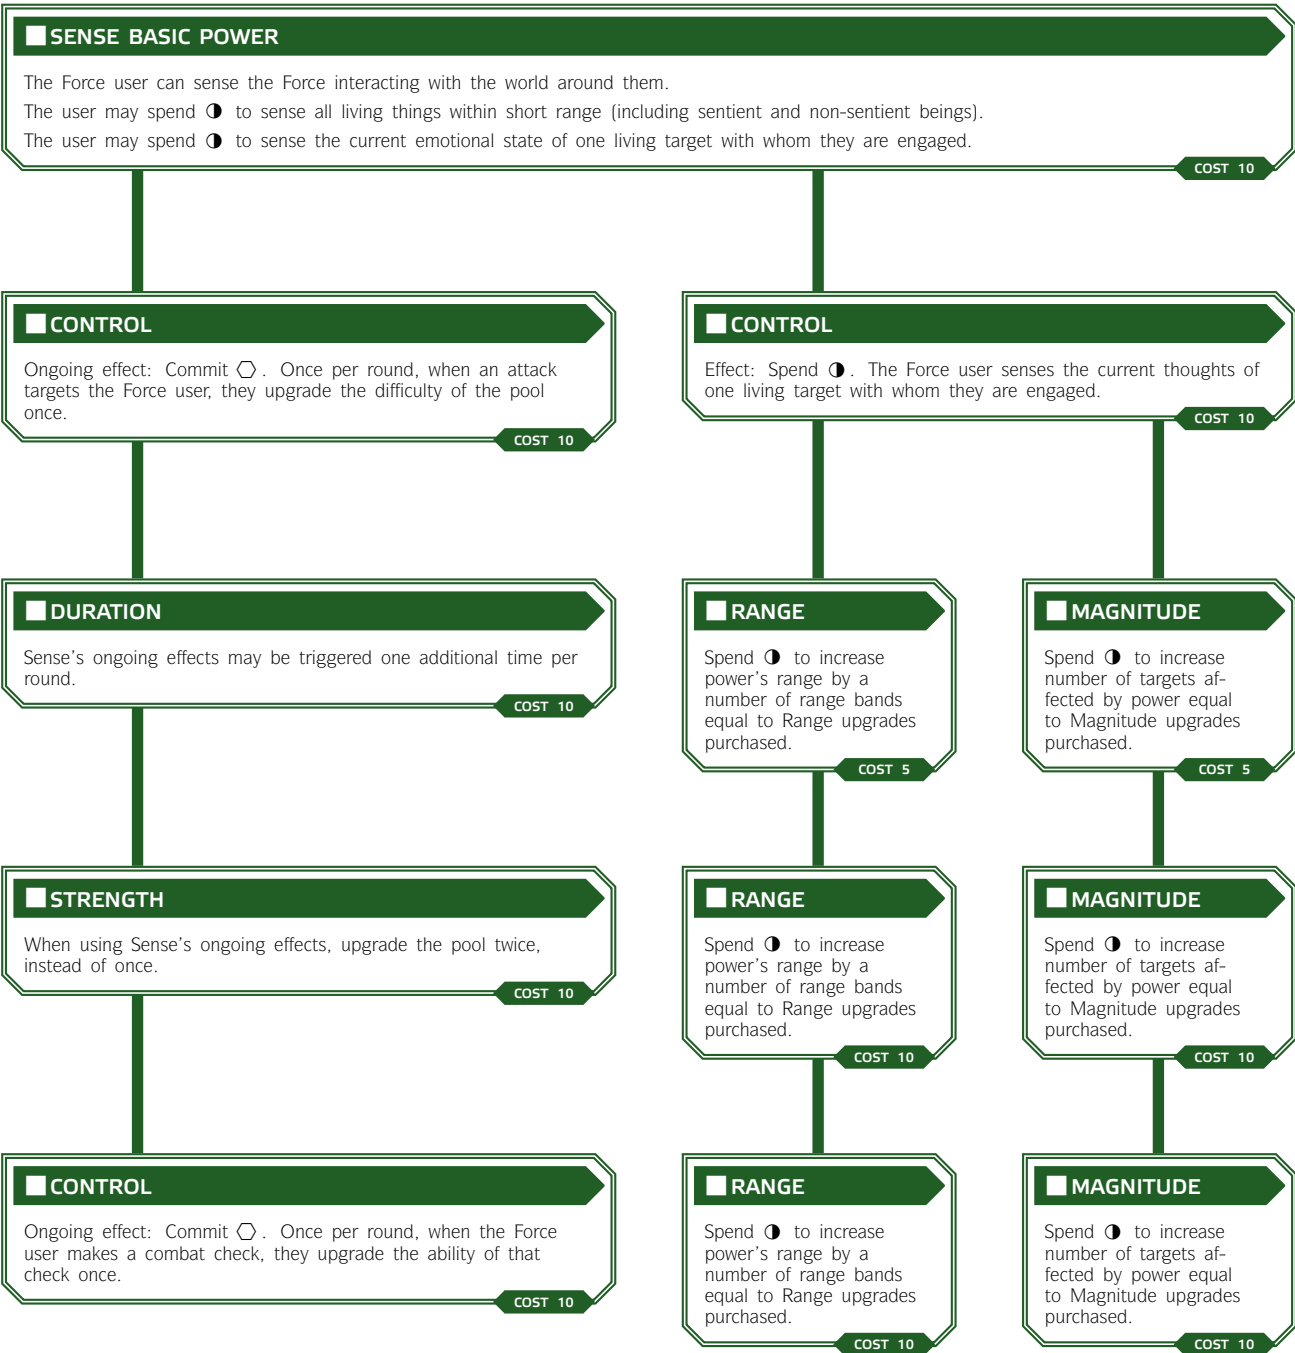 SENSE BASIC POWER
The Force user can sense the Force interacting with the world around them.
The user may spend ◑ to sense all living things within short range (including sentient and non-sentient beings).
The user may spend ◑ to sense the current emotional state of one living target with whom they are engaged.
COST 10
CONTROL
Ongoing effect: Commit ⬡. Once per round, when an attack
targets the Force user, they upgrade the difficulty of the pool
once.
COST 10
CONTROL
Effect: Spend ◑. The Force user senses the current thoughts of
one living target with whom they are engaged.
COST 10
DURATION
Sense's ongoing effects may be triggered one additional time per
round.
COST 10
RANGE
Spend ◑ to increase
power's range by a
number of range bands
equal to Range upgrades
purchased.
COST 5
MAGNITUDE
Spend ◑ to increase
number of targets af-
fected by power equal
to Magnitude upgrades
purchased.
COST 5
STRENGTH
When using Sense's ongoing effects, upgrade the pool twice,
instead of once.
COST 10
RANGE
Spend ◑ to increase
power's range by a
number of range bands
equal to Range upgrades
purchased.
COST 10
MAGNITUDE
Spend ◑ to increase
number of targets af-
fected by power equal
to Magnitude upgrades
purchased.
COST 10
CONTROL
Ongoing effect: Commit ⬡. Once per round, when the Force
user makes a combat check, they upgrade the ability of that
check once.
COST 10
RANGE
Spend ◑ to increase
power's range by a
number of range bands
equal to Range upgrades
purchased.
COST 10
MAGNITUDE
Spend ◑ to increase
number of targets af-
fected by power equal
to Magnitude upgrades
purchased.
COST 10